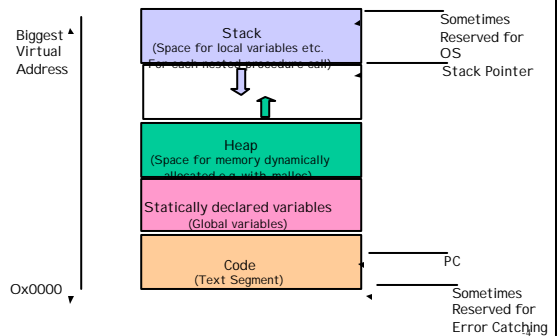 Biggest
Virtual
Address
Stack
(Space for local variables etc.
For each nested procedure call)
Sometimes
Reserved for
OS
Stack Pointer
Heap
(Space for memory dynamically
allocated e.g. with malloc)
Statically declared variables
(Global variables)
Code
(Text Segment)
PC
0x0000
Sometimes
Reserved for
Error Catching